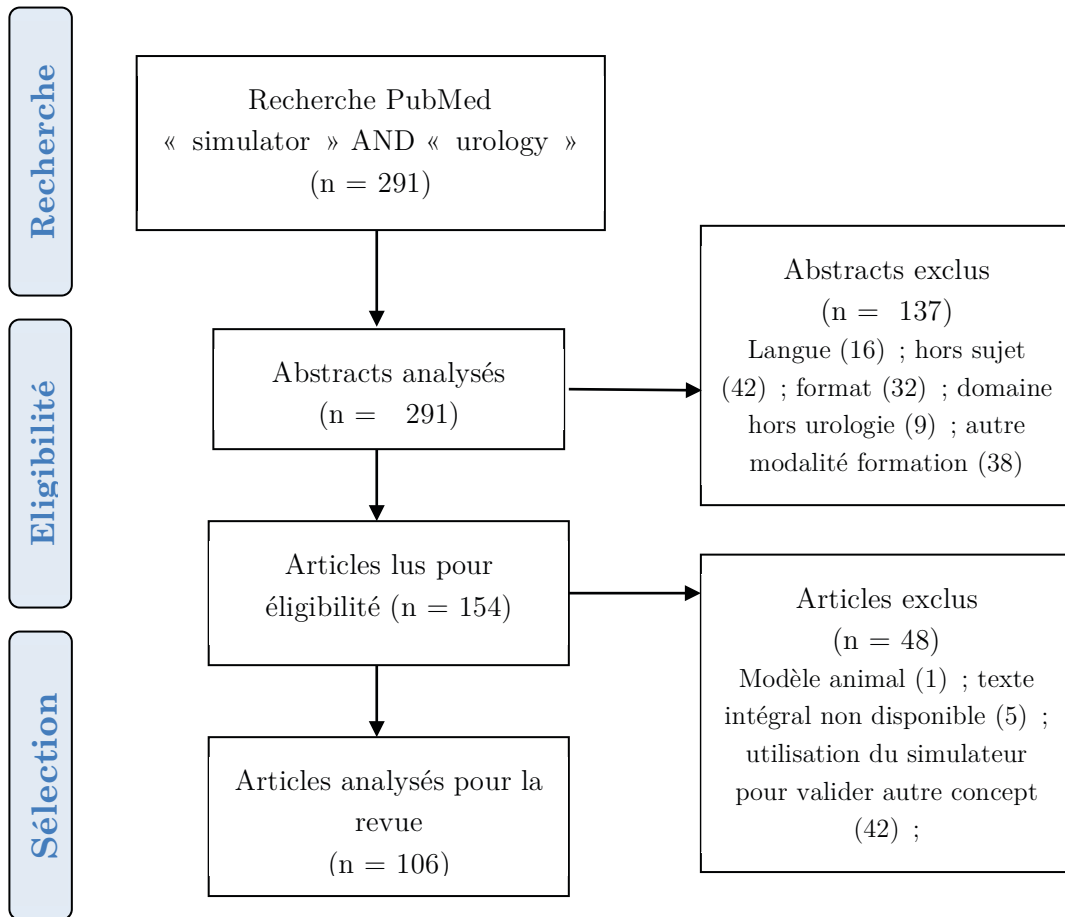 Recherche
Recherche PubMed
« simulator » AND « urology »
(n = 291)
Eligibilité
Abstracts analysés
(n = 291)
Abstracts exclus
(n = 137)
Langue (16) ; hors sujet
(42) ; format (32) ; domaine
hors urologie (9) ; autre
modalité formation (38)
Articles lus pour
éligibilité (n = 154)
Articles exclus
(n = 48)
Modèle animal (1) ; texte
intégral non disponible (5) ;
utilisation du simulateur
pour valider autre concept
(42) ;
Sélection
Articles analysés pour la
revue
(n = 106)